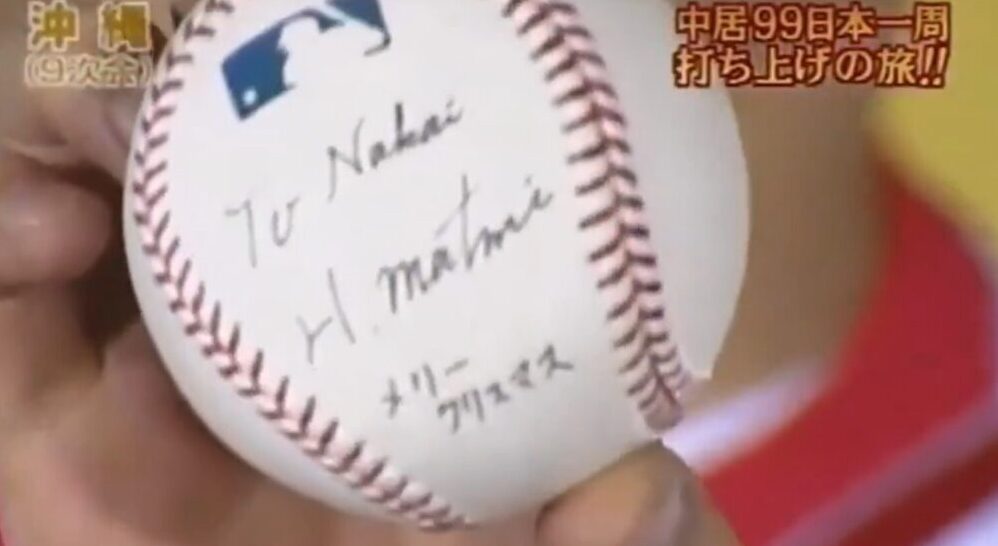 沖縄
(9次会)
中居99日本一周
打ち上げの旅!!
To Nakai
H. matui
メリー
クリスマス